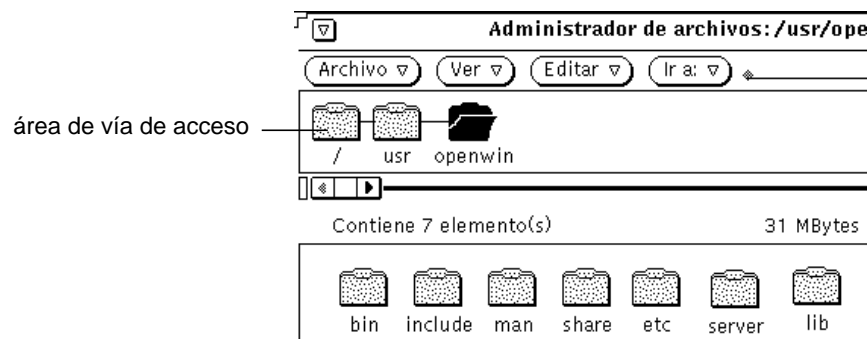 Administrador de archivos: /usr/ope
Archivo Ver Editar Ir a:
área de vía de acceso
/ usr openwin
Contiene 7 elemento(s) 31 MBytes
bin include man share etc server lib